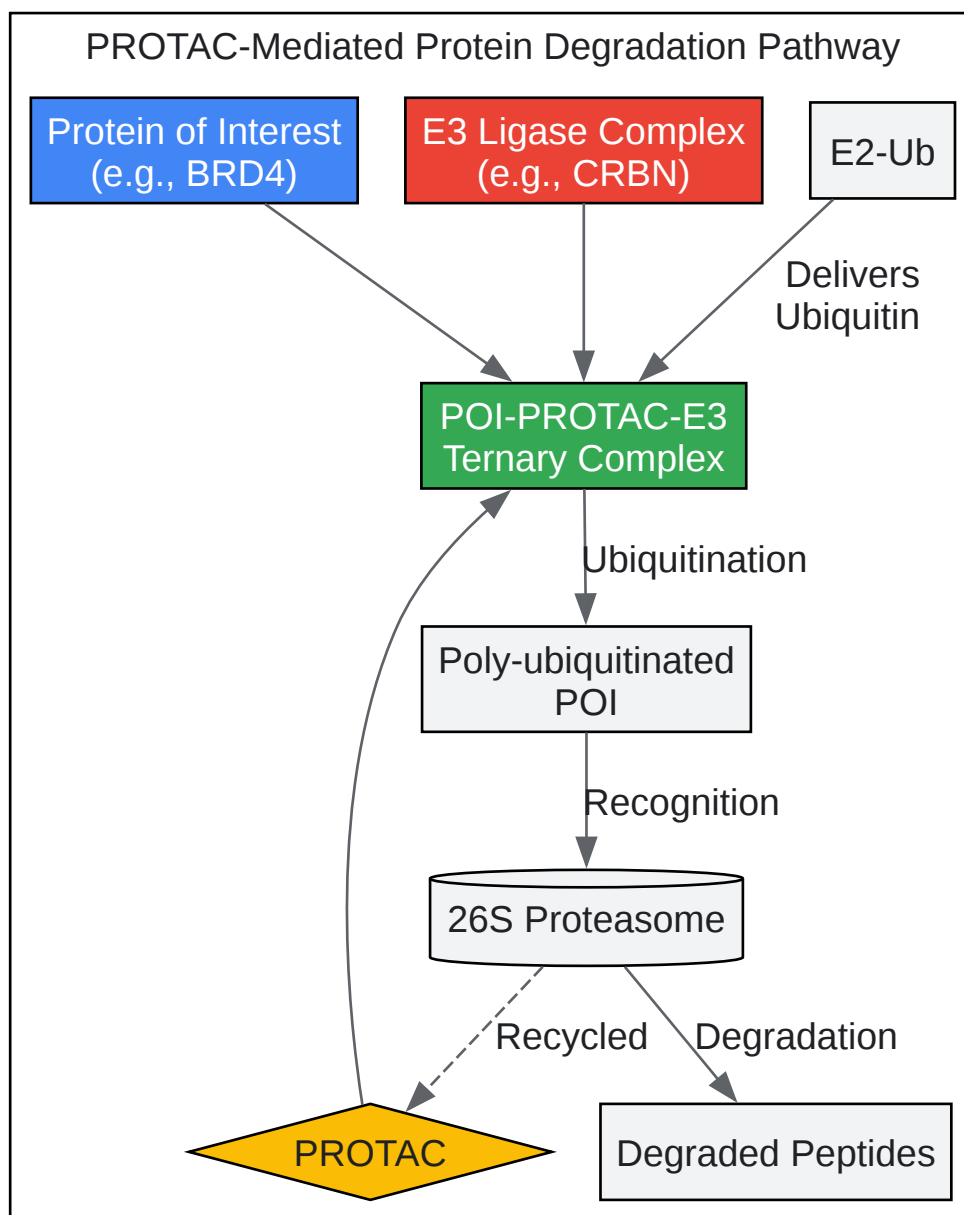 PROTAC-Mediated Protein Degradation Pathway
Protein of Interest
(e.g., BRD4)
E3 Ligase Complex
(e.g., CRBN)
E2-Ub
Delivers
Ubiquitin
POI-PROTAC-E3
Ternary Complex
Ubiquitination
Poly-ubiquitinated
POI
Recognition
26S Proteasome
Recycled
Degradation
PROTAC
Degraded Peptides